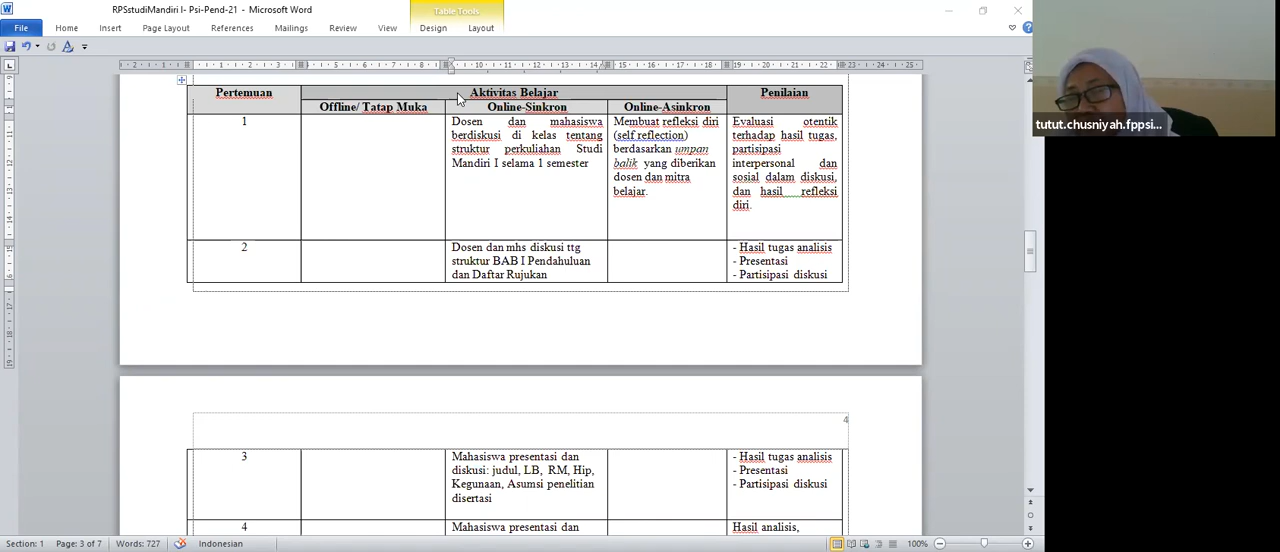 RPSstudiMandiri I- Psi-Pend-21 - Microsoft Word
Table Tools
File Home Insert Page Layout References Mailings Review View Design Layout
Pertemuan Aktivitas Belajar Penilaian
Offline/ Tatap Muka Online-Sinkron Online-Asinkron
1
Dosen dan mahasiswa
berdiskusi di kelas tentang
struktur perkuliahan Studi
Mandiri I selama 1 semester
Membuat refleksi diri
(self reflection)
berdasarkan umpan
balik yang diberikan
dosen dan mitra
belajar.
Evaluasi otentik
terhadap hasil tugas,
partisipasi
interpersonal dan
sosial dalam diskusi,
dan hasil refleksi
diri.
2
Dosen dan mhs diskusi ttg
struktur BAB I Pendahuluan
dan Daftar Rujukan
- Hasil tugas analisis
- Presentasi
- Partisipasi diskusi
4
3
Mahasiswa presentasi dan
diskusi: judul, LB, RM, Hip,
Kegunaan, Asumsi penelitian
disertasi
- Hasil tugas analisis
- Presentasi
- Partisipasi diskusi
4
Mahasiswa presentasi dan
Hasil analisis,
Section: 1 Page: 3 of 7 Words: 727 Indonesian 100%
tutut.chusniyah.fppsi...